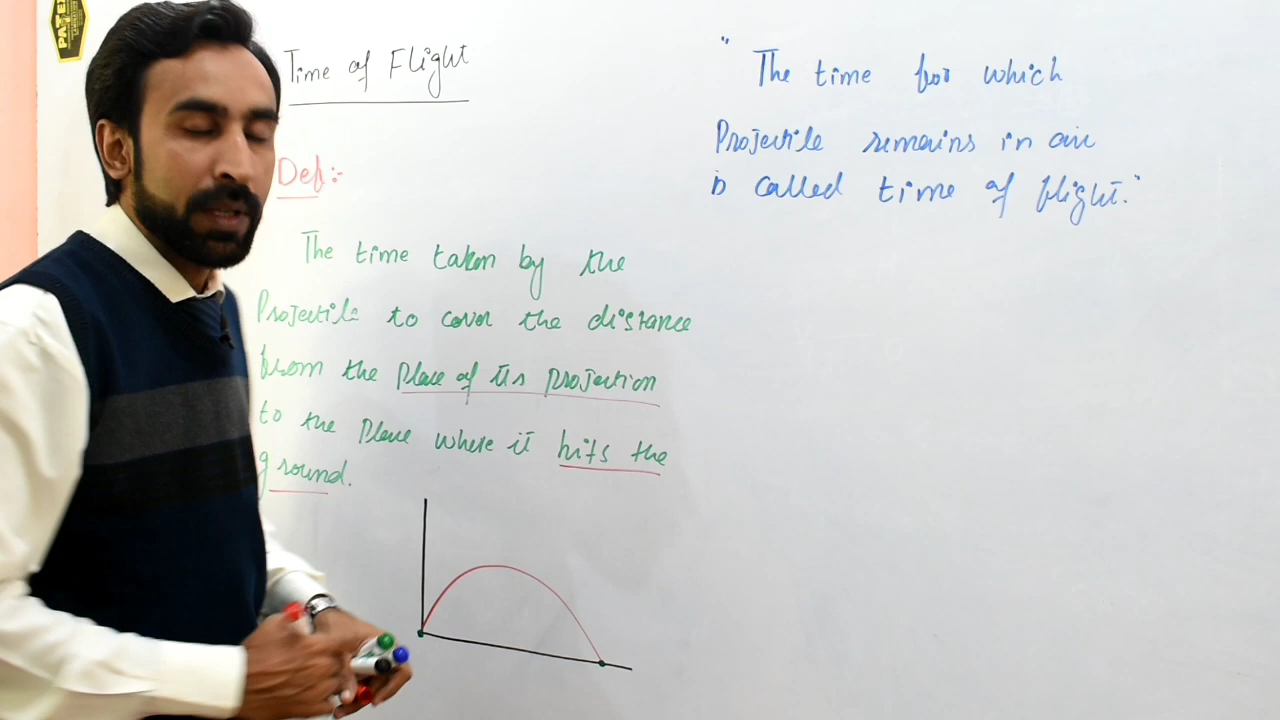 Time of Flight
Def:-
The time taken by the
Projectile to cover the distance
from the place of its projection
to the place where it hits the
ground.
" The time for which
Projectile remains in air
is called time of flight."